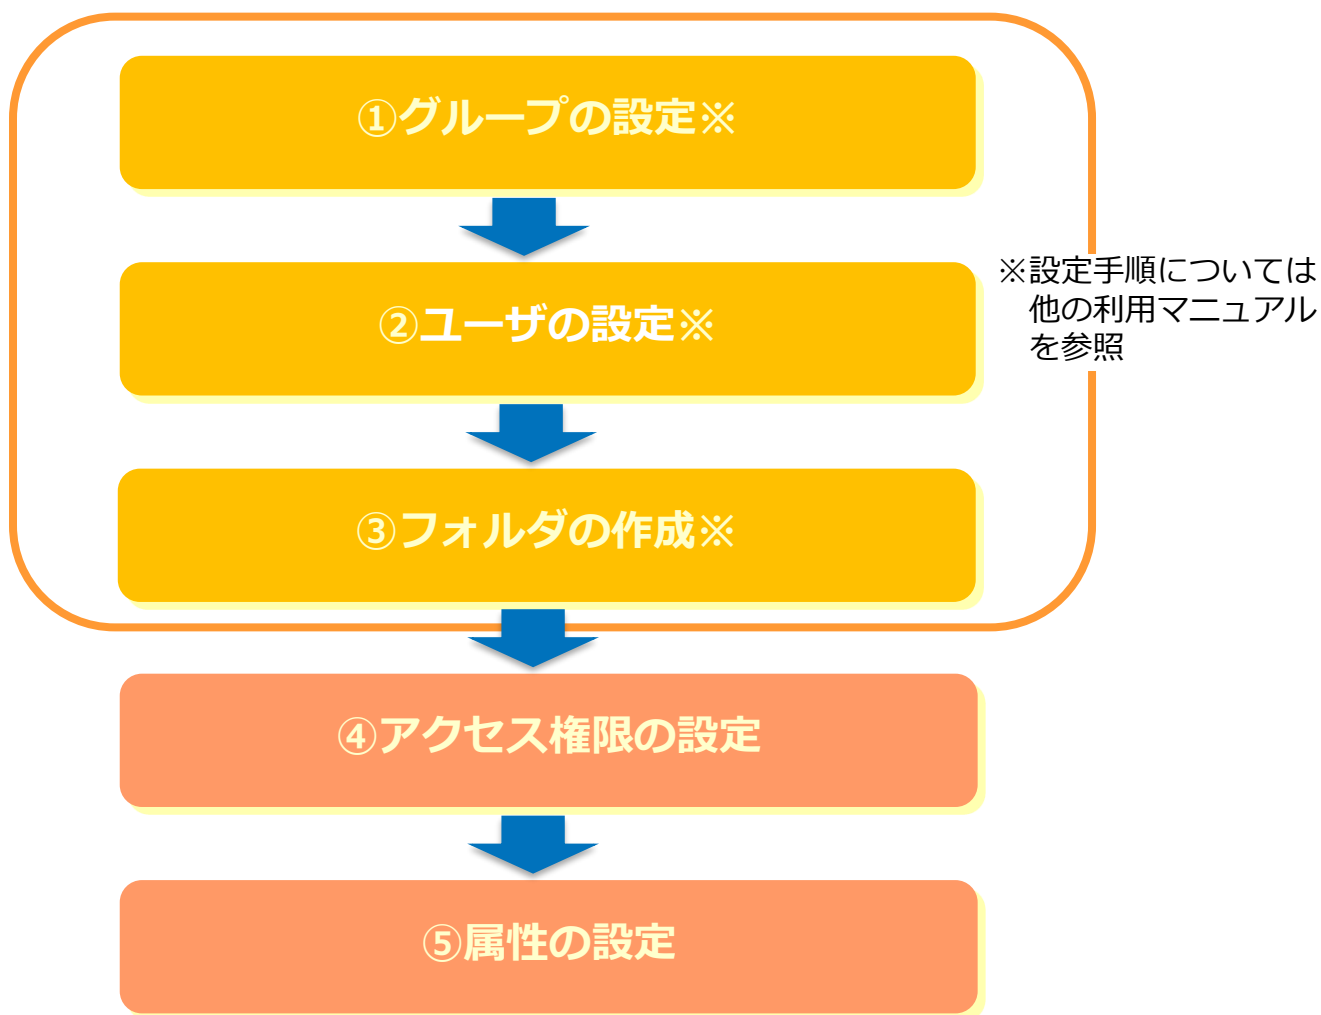 ①グループの設定※
②ユーザの設定※
※設定手順については
他の利用マニュアル
を参照
③フォルダの作成※
④アクセス権限の設定
⑤属性の設定